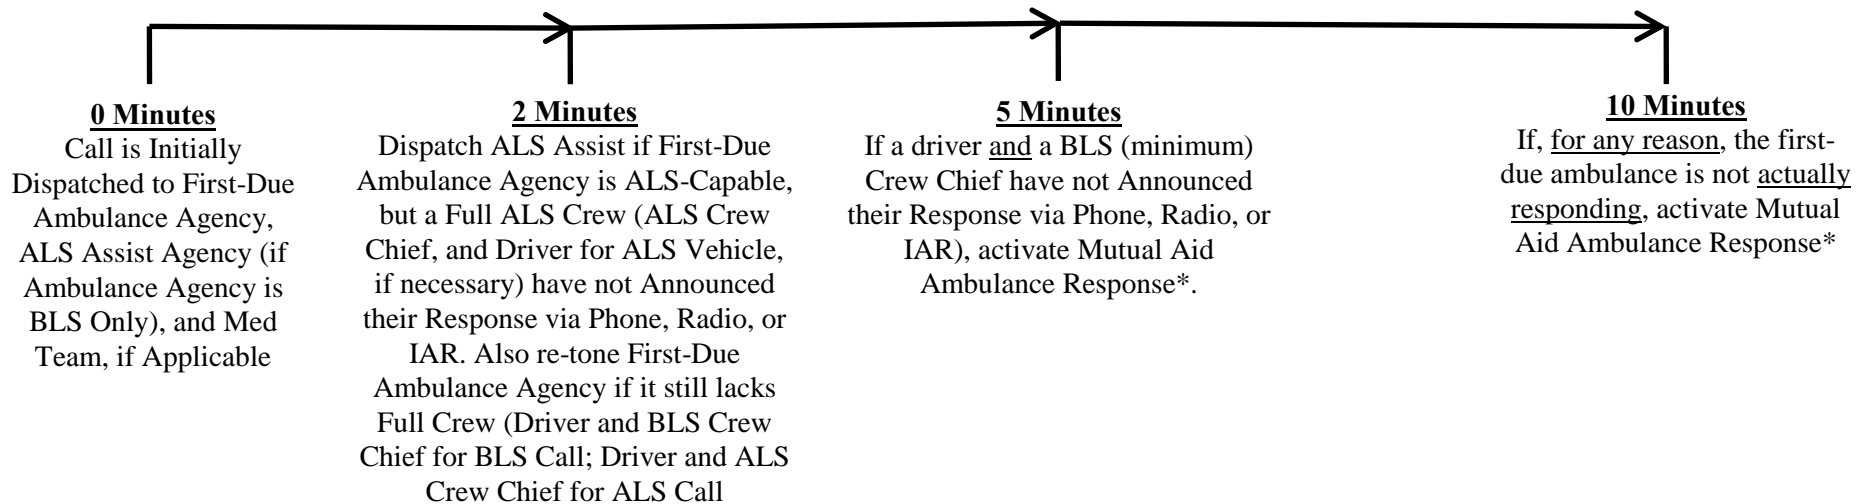 0 Minutes
Call is Initially
Dispatched to First-Due
Ambulance Agency,
ALS Assist Agency (if
Ambulance Agency is
BLS Only), and Med
Team, if Applicable
2 Minutes
Dispatch ALS Assist if First-Due
Ambulance Agency is ALS-Capable,
but a Full ALS Crew (ALS Crew
Chief, and Driver for ALS Vehicle,
if necessary) have not Announced
their Response via Phone, Radio, or
IAR. Also re-tone First-Due
Ambulance Agency if it still lacks
Full Crew (Driver and BLS Crew
Chief for BLS Call; Driver and ALS
Crew Chief for ALS Call
5 Minutes
If a driver and a BLS (minimum)
Crew Chief have not Announced
their Response via Phone, Radio, or
IAR), activate Mutual Aid
Ambulance Response*.
10 Minutes
If, for any reason, the first-
due ambulance is not actually
responding, activate Mutual
Aid Ambulance Response*